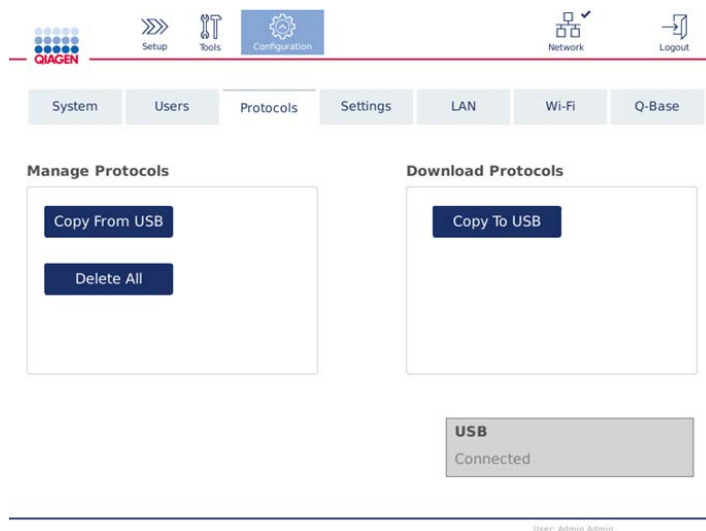 QIAGEN
Setup
Tools
Configuration
Network
Logout
System
Users
Protocols
Settings
LAN
Wi-Fi
Q-Base
Manage Protocols
Download Protocols
Copy From USB
Copy To USB
Delete All
USB
Connected
User: Admin Admin